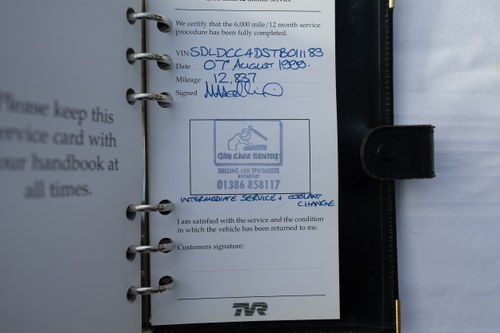 Please keep this
service card with
your handbook at
all times.
We certify that the 6,000 mile/12 month service
procedure has been fully completed.
VIN SDLDCC4DSTB011183
Date 07 AUGUST 1999.
Mileage 12,837
Signed
CAR CARE CENTRE
01386 858117
INTERMEDIATE SERVICE + COOLANT
CHANGE
I am satisfied with the service and the condition
in which the vehicle has been returned to me.
Customers signature:
TVR